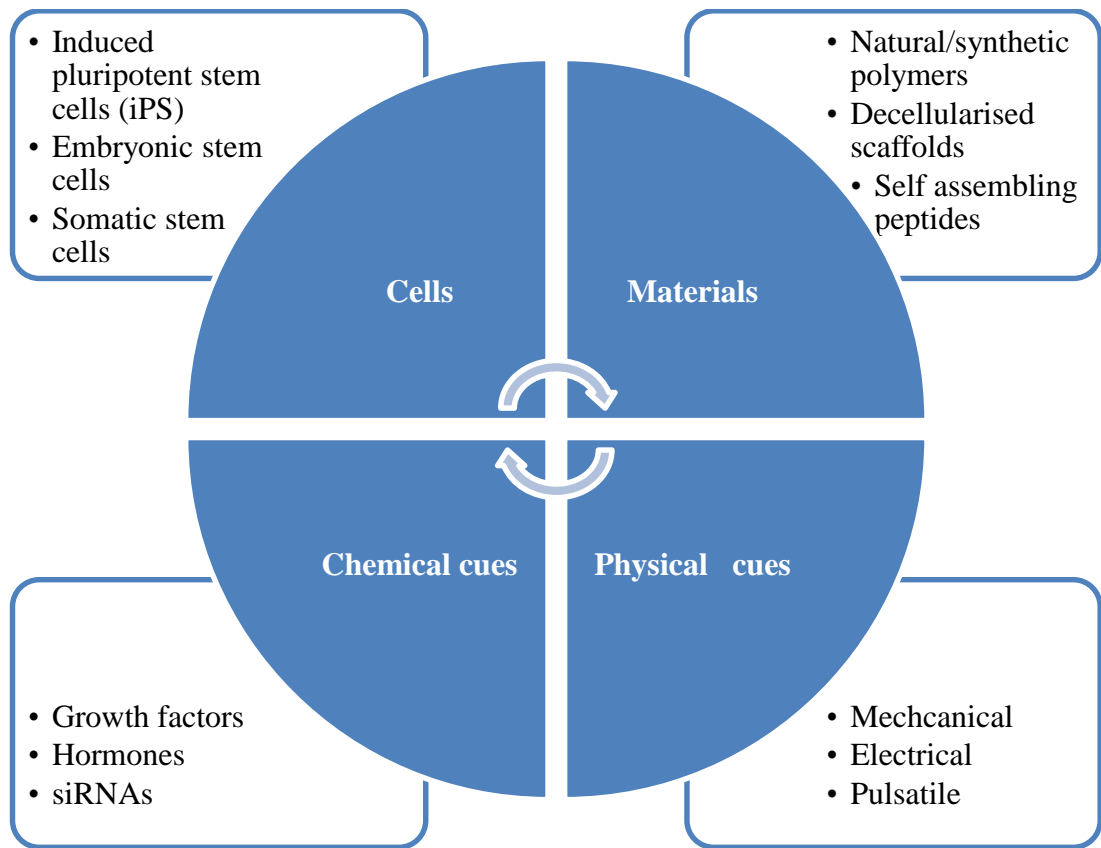 • Induced
pluripotent stem
cells (iPS)
• Embryonic stem
cells
• Somatic stem
cells
• Natural/synthetic
polymers
• Decellularised
scaffolds
• Self assembling
peptides
Cells
Materials
Chemical cues
Physical cues
• Growth factors
• Hormones
• siRNAs
• Mechcanical
• Electrical
• Pulsatile